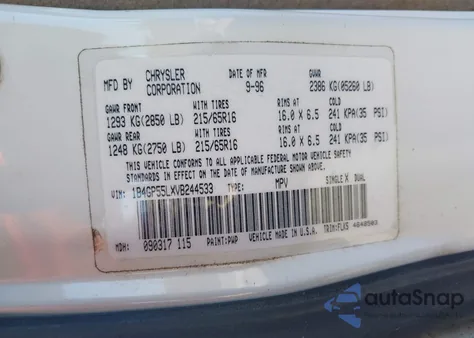 MFD BY CHRYSLER CORPORATION DATE OF MFR 9-96 GVWR 2386 KG(05260 LB)
GAWR FRONT WITH TIRES RIMS AT COLD
1293 KG(2850 LB) 215/65R16 16.0 X 6.5 241 KPA(35 PSI)
GAWR REAR WITH TIRES RIMS AT COLD
1248 KG(2750 LB) 215/65R16 16.0 X 6.5 241 KPA(35 PSI)
THIS VEHICLE CONFORMS TO ALL APPLICABLE FEDERAL MOTOR VEHICLE SAFETY
STANDARDS IN EFFECT ON THE DATE OF MANUFACTURE SHOWN ABOVE.
VIN: 1B4GP55LXVB244533 TYPE: MPV SINGLE X DUAL
MDH: 090317 115 PAINT: PWP VEHICLE MADE IN U.S.A. TRIM: FLK5
autoSnap